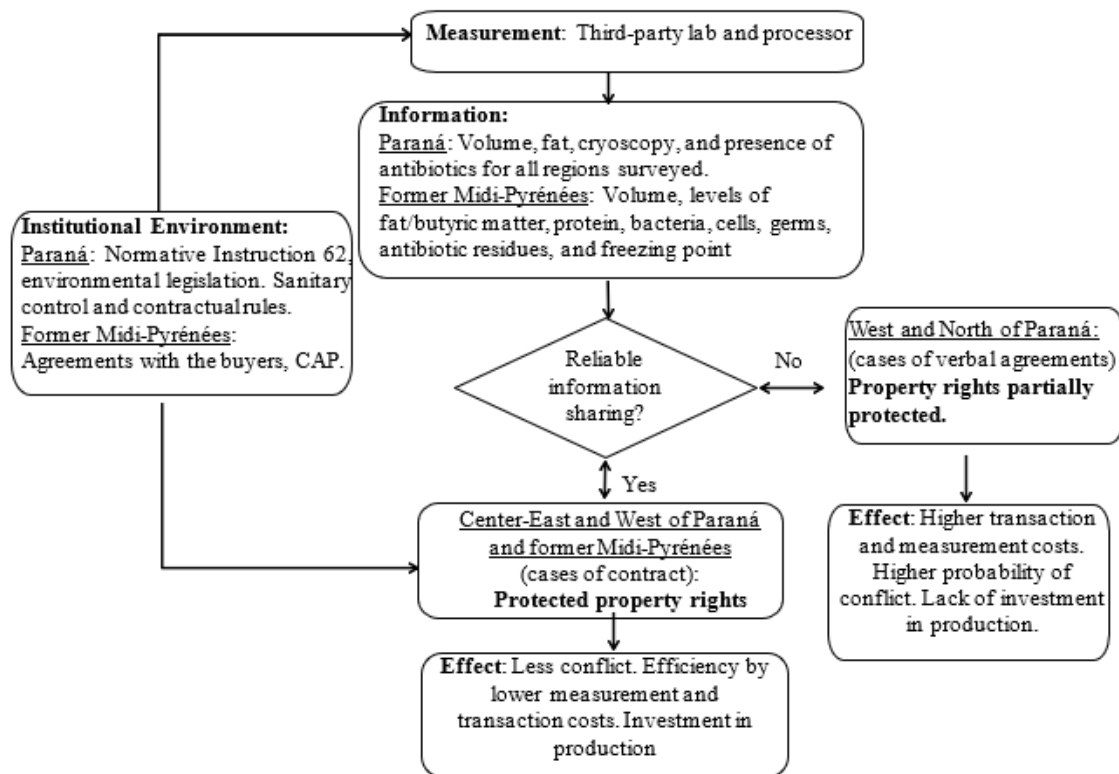 Measurement: Third-party lab and processor
Information:
Paraná: Volume, fat, cryoscopy, and presence of
antibiotics for all regions surveyed.
Former Midi-Pyrénées: Volume, levels of
fat/butyric matter, protein, bacteria, cells, germs,
antibiotic residues, and freezing point
Institutional Environment:
Paraná: Normative Instruction 62,
environmental legislation. Sanitary
control and contractual rules.
Former Midi-Pyrénées:
Agreements with the buyers, CAP.
Reliable
information
sharing?
No
West and North of Paraná:
(cases of verbal agreements)
Property rights partially
protected.
Yes
Center-East and West of Paraná
and former Midi-Pyrénées
(cases of contract):
Protected property rights
Effect: Higher transaction
and measurement costs.
Higher probability of
conflict. Lack of investment
in production.
Effect: Less conflict. Efficiency by
lower measurement and
transaction costs. Investment in
production